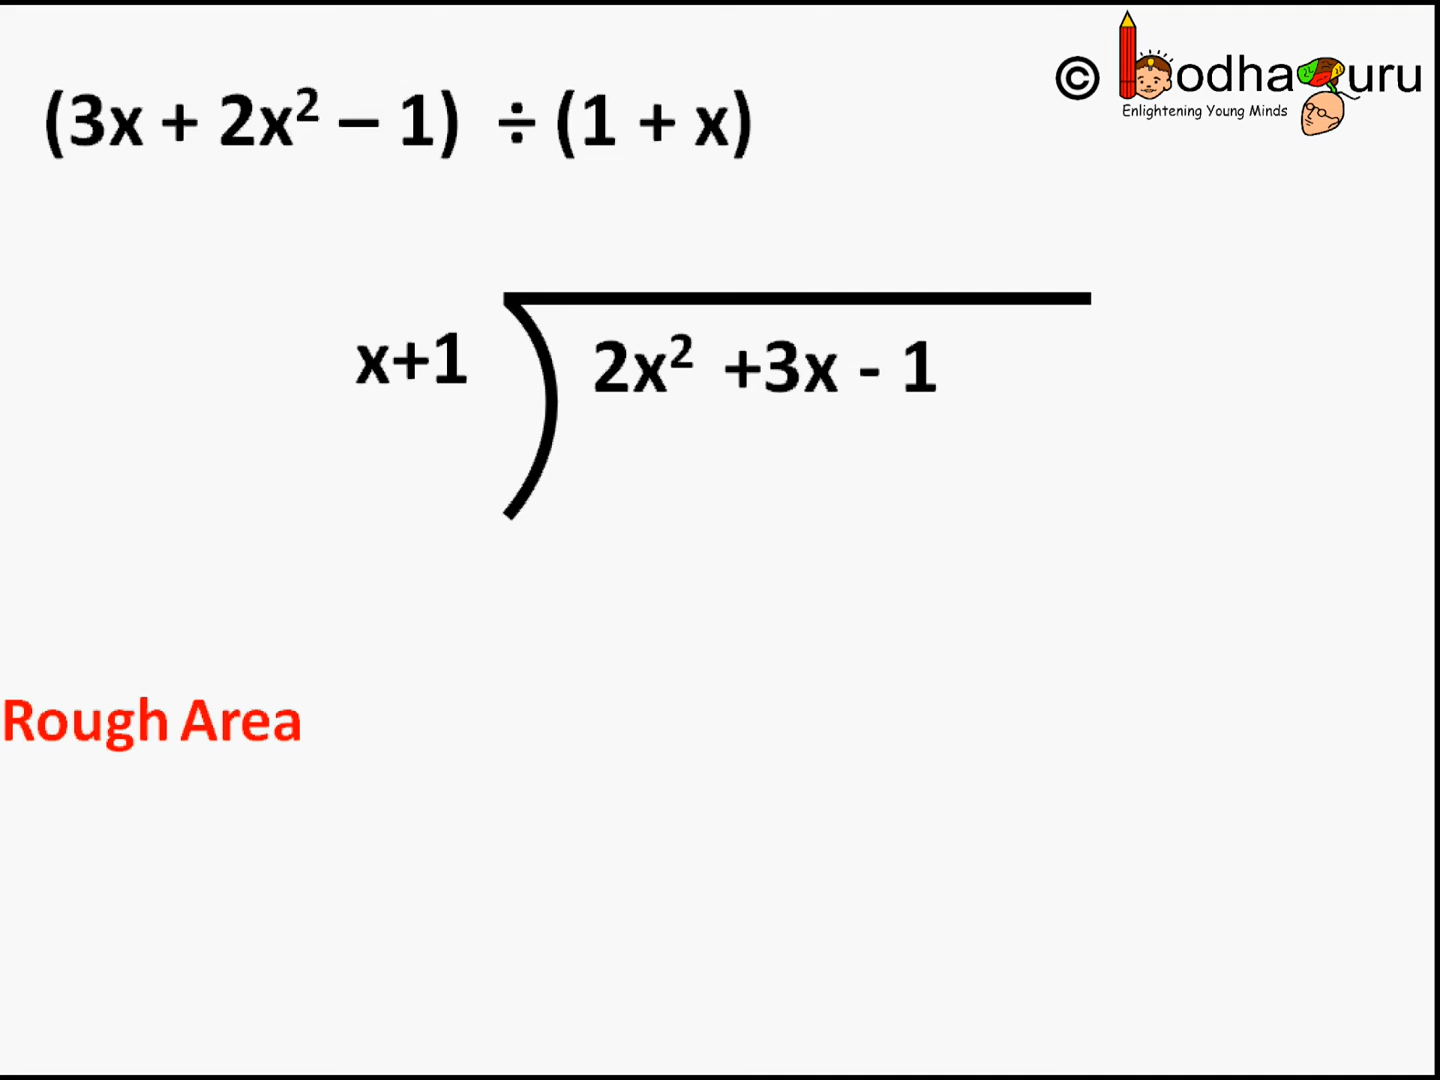 © bodhaguru
Enlightening Young Minds
(3x + 2x² – 1) ÷ (1 + x)
x+1 2x² +3x - 1
Rough Area